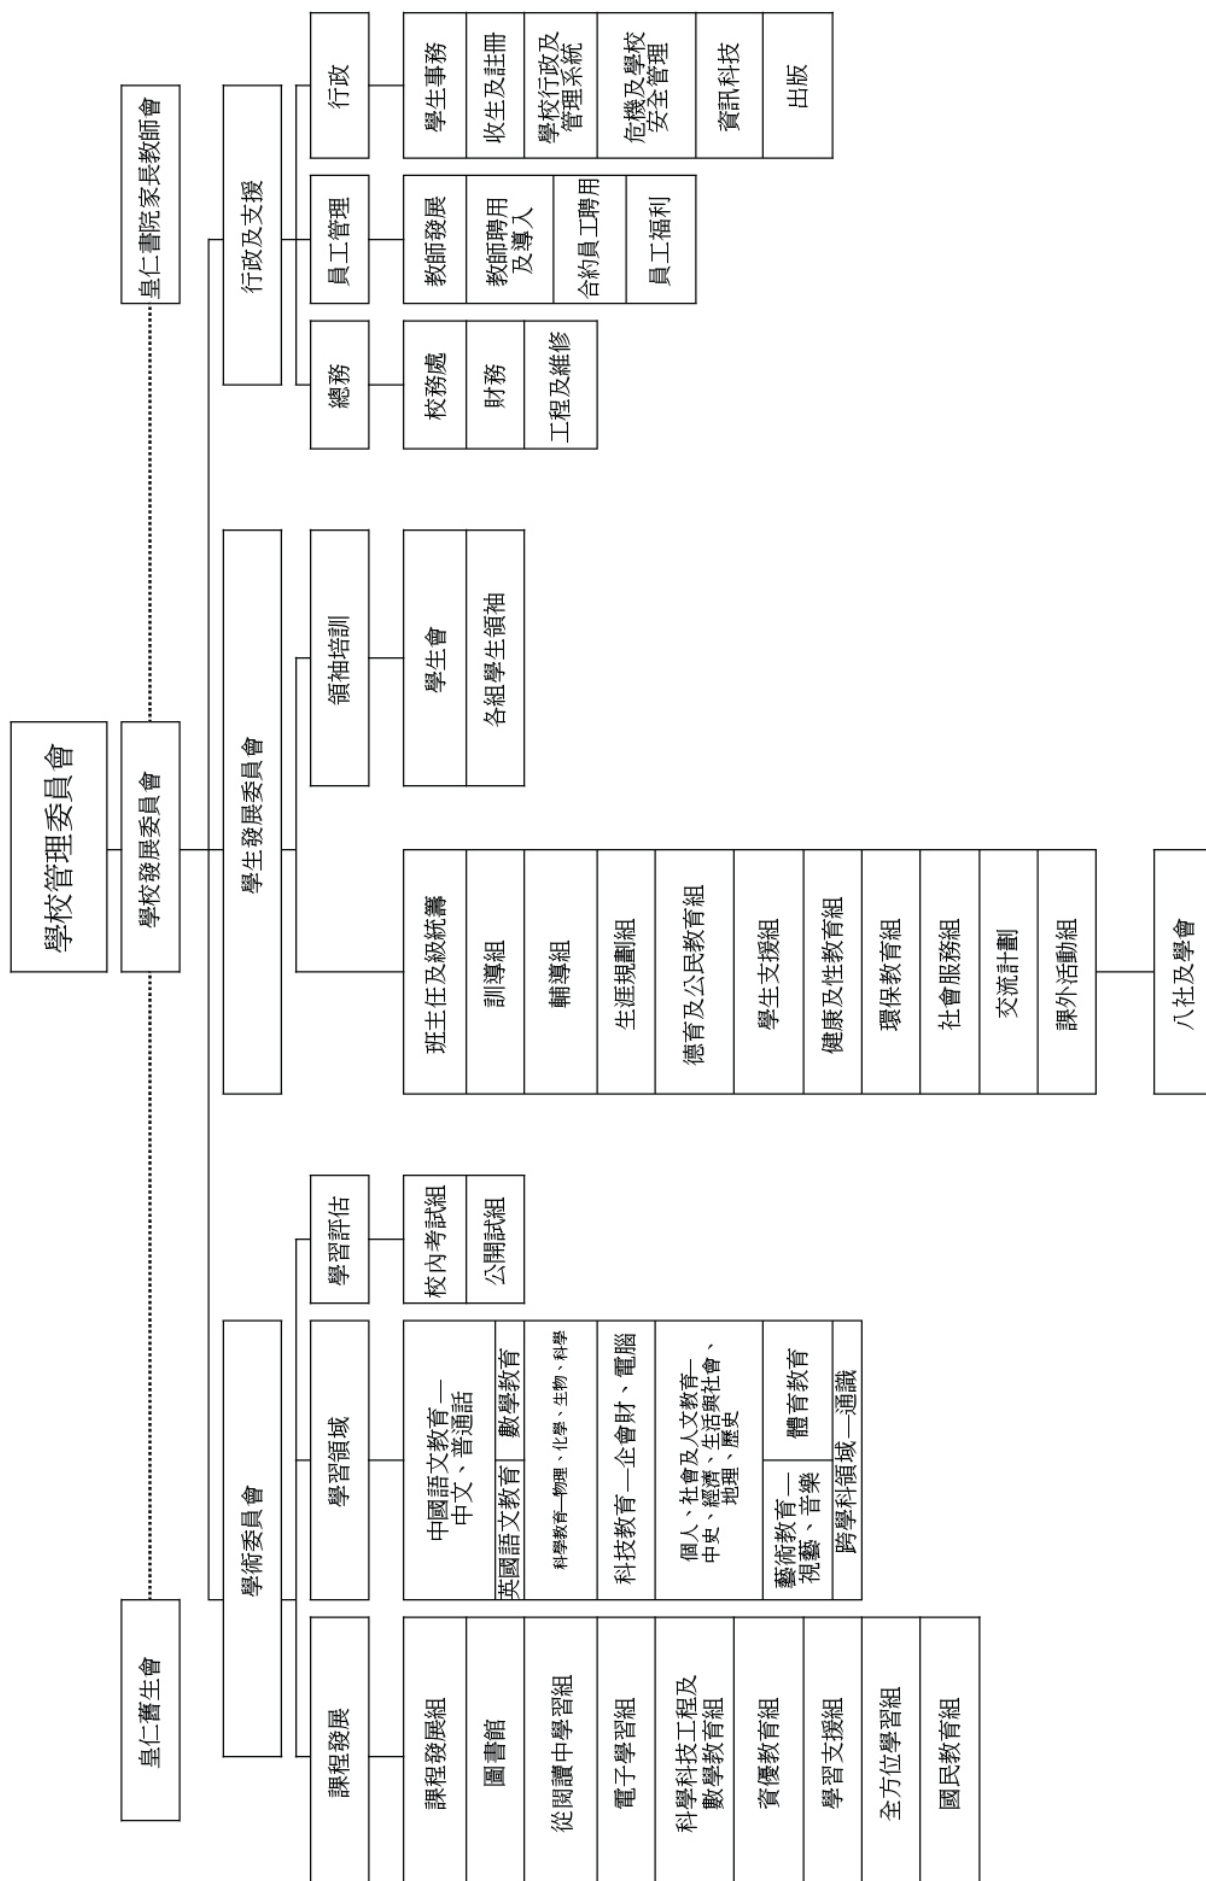 學校管理委員會
皇仁舊生會
學校發展委員會
皇仁書院家長教師會
學術委員會
學生發展委員會
行政及支援
課程發展
學習領域
學習評估
領袖培訓
總務
員工管理
行政
課程發展組
圖書館
從閱讀中學習組
電子學習組
科學科技工程及
數學教育組
資優教育組
學習支援組
全方位學習組
國民教育組
中國語文教育—
中文、普通話
英國語文教育
數學教育
科學教育—物理、化學、生物、科學
科技教育—企會財、電腦
個人、社會及人文教育—
中史、經濟、生活與社會、
地理、歷史
藝術教育—
視藝、音樂
體育教育
跨學科領域—通識
校內考試組
公開試組
班主任及級統籌
訓導組
輔導組
生涯規劃組
德育及公民教育組
學生支援組
健康及性教育組
環保教育組
社會服務組
交流計劃
課外活動組
八社及學會
學生會
各組學生領袖
校務處
財務
工程及維修
教師發展
教師聘用
及導入
合約員工聘用
員工福利
學生事務
收生及註冊
學校行政及
管理系統
危機及學校
安全管理
資訊科技
出版